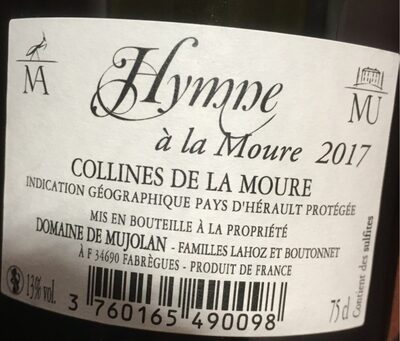 MA
Hymne
MU
à la Moure 2017
COLLINES DE LA MOURE
INDICATION GÉOGRAPHIQUE PAYS D'HÉRAULT PROTÉGÉE
MIS EN BOUTEILLE À LA PROPRIÉTÉ
DOMAINE DE MUJOLAN - FAMILLES LAHOZ ET BOUTONNET
À F 34690 FABRÈGUES - PRODUIT DE FRANCE
13% vol.
3 760165 490098
75 cl
Contient des sulfites